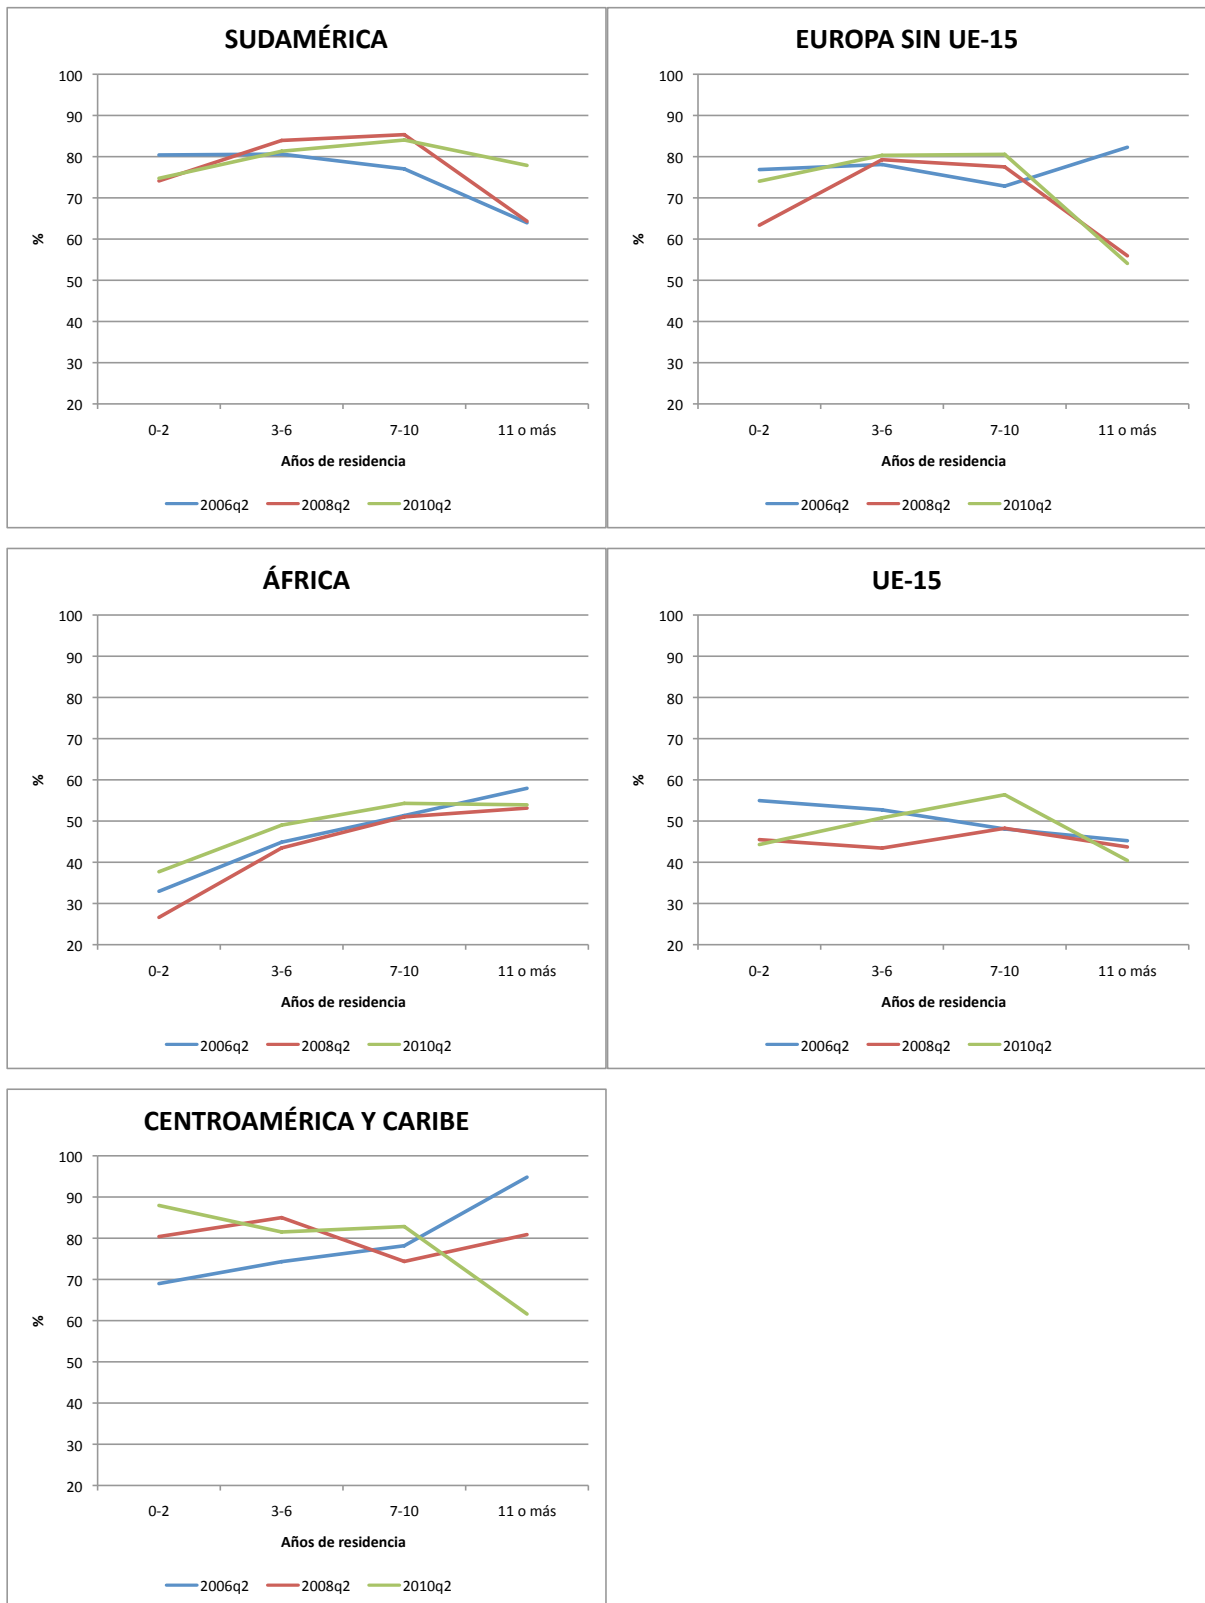 SUDAMÉRICA
100
90
80
70
60
50
40
30
20
%
0-2 3-6 7-10 11 o más
Años de residencia
2006q2 2008q2 2010q2
EUROPA SIN UE-15
100
90
80
70
60
50
40
30
20
%
0-2 3-6 7-10 11 o más
Años de residencia
2006q2 2008q2 2010q2
ÁFRICA
100
90
80
70
60
50
40
30
20
%
0-2 3-6 7-10 11 o más
Años de residencia
2006q2 2008q2 2010q2
UE-15
100
90
80
70
60
50
40
30
20
%
0-2 3-6 7-10 11 o más
Años de residencia
2006q2 2008q2 2010q2
CENTROAMÉRICA Y CARIBE
100
90
80
70
60
50
40
30
20
%
0-2 3-6 7-10 11 o más
Años de residencia
2006q2 2008q2 2010q2